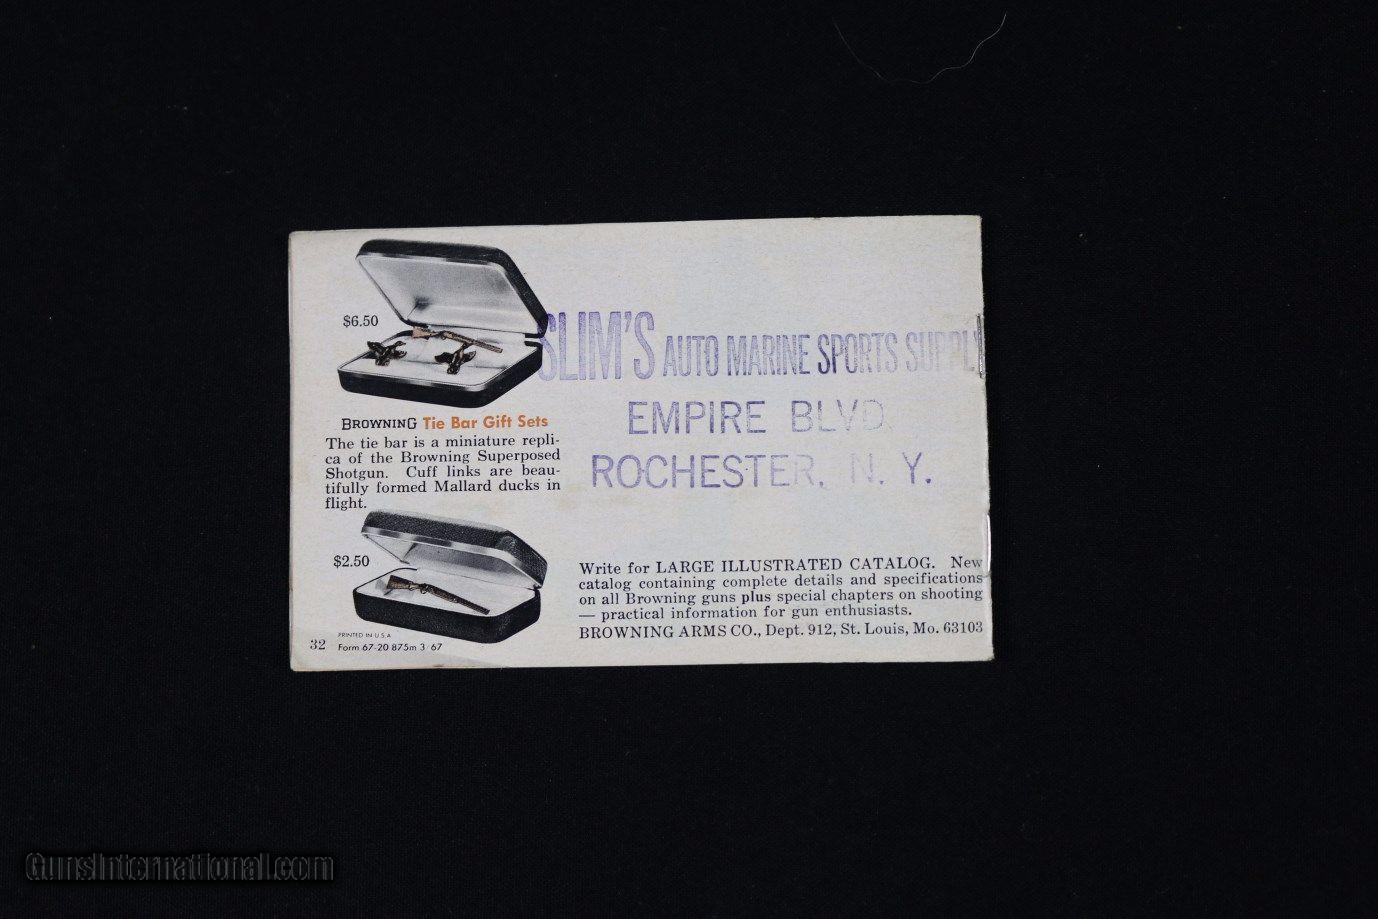 $6.50
BROWNING Tie Bar Gift Sets
The tie bar is a miniature repli-
ca of the Browning Superposed
Shotgun. Cuff links are beau-
tifully formed Mallard ducks in
flight.
$2.50
PRINTED IN U.S.A
32 Form 67-20 875m 3-67
SLIM'S AUTO MARINE SPORTS SUPPLY
EMPIRE BLVD.
ROCHESTER, N. Y.
Write for LARGE ILLUSTRATED CATALOG. New
catalog containing complete details and specifications
on all Browning guns plus special chapters on shooting
— practical information for gun enthusiasts.
BROWNING ARMS CO., Dept. 912, St. Louis, Mo. 63103
GunsInternational.com